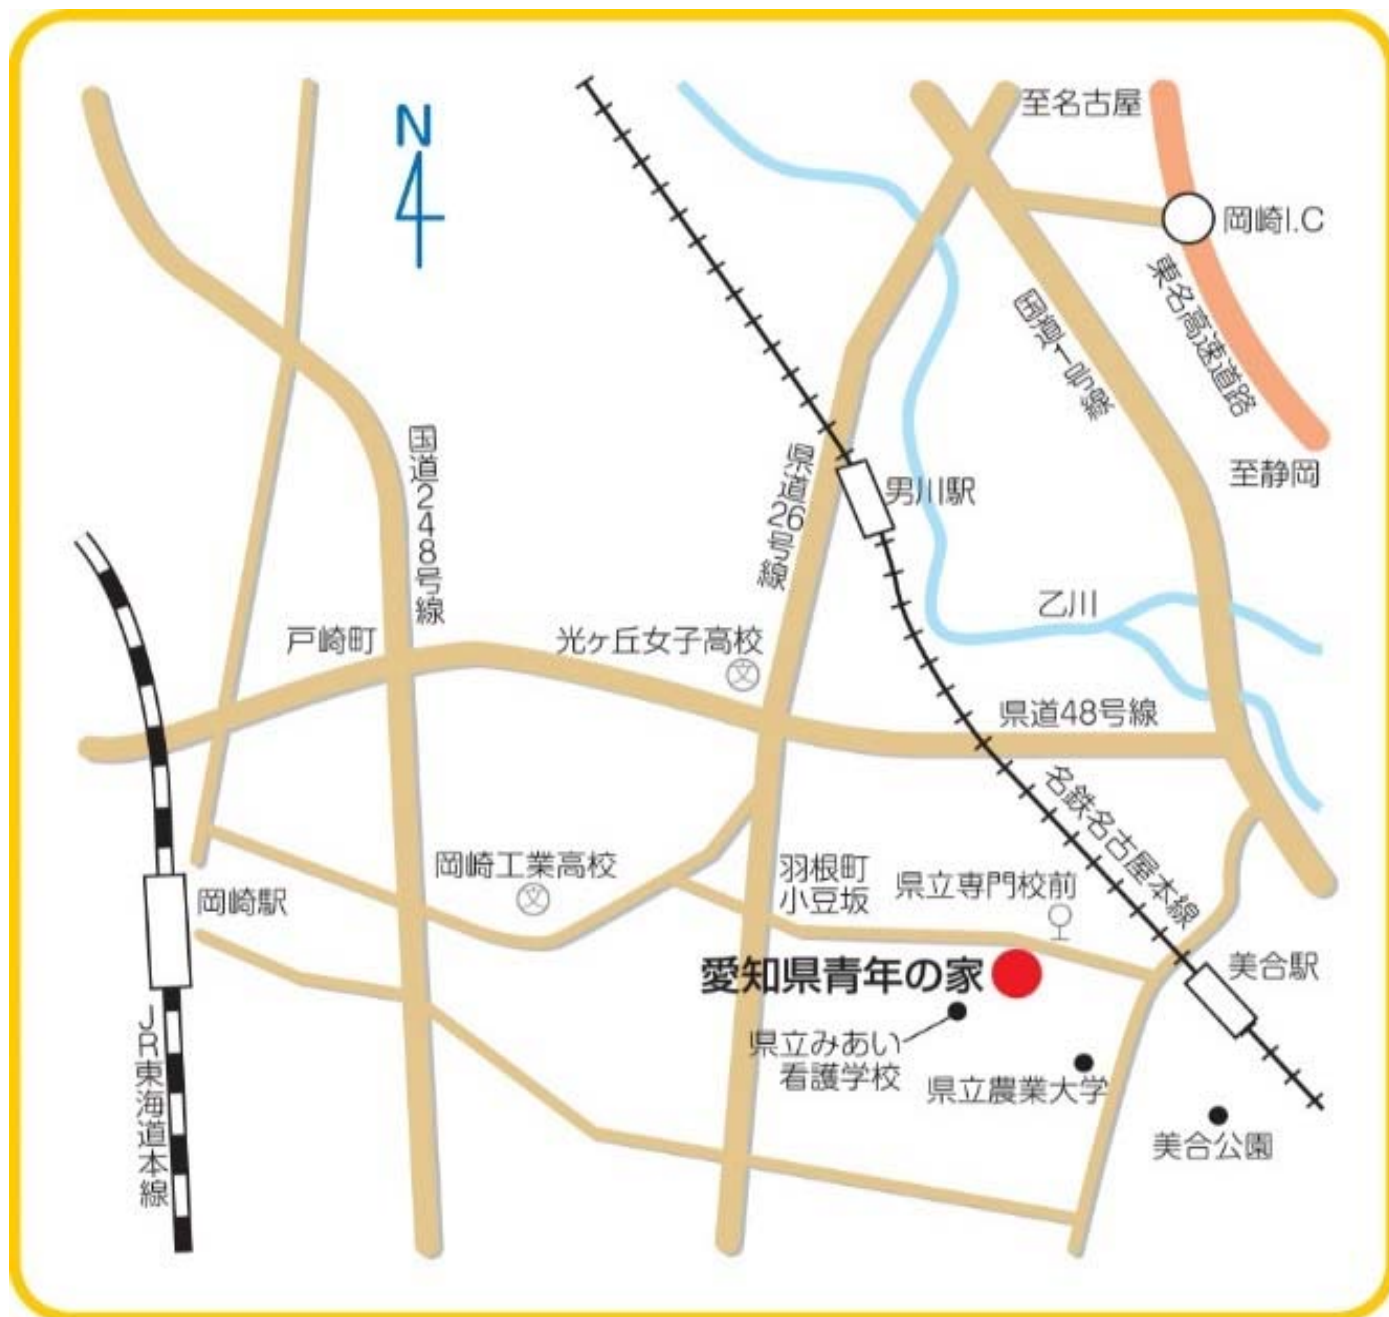 N
至名古屋
岡崎I.C
東名高速道路
国道1号線
至静岡
国道248号線
県道26号線
男川駅
乙川
戸崎町
光ヶ丘女子高校
文
県道48号線
名鉄名古屋本線
岡崎工業高校
文
羽根町
小豆坂
県立専門校前
岡崎駅
美合駅
愛知県青年の家
県立みあい
看護学校
県立農業大学
JR東海道本線
美合公園